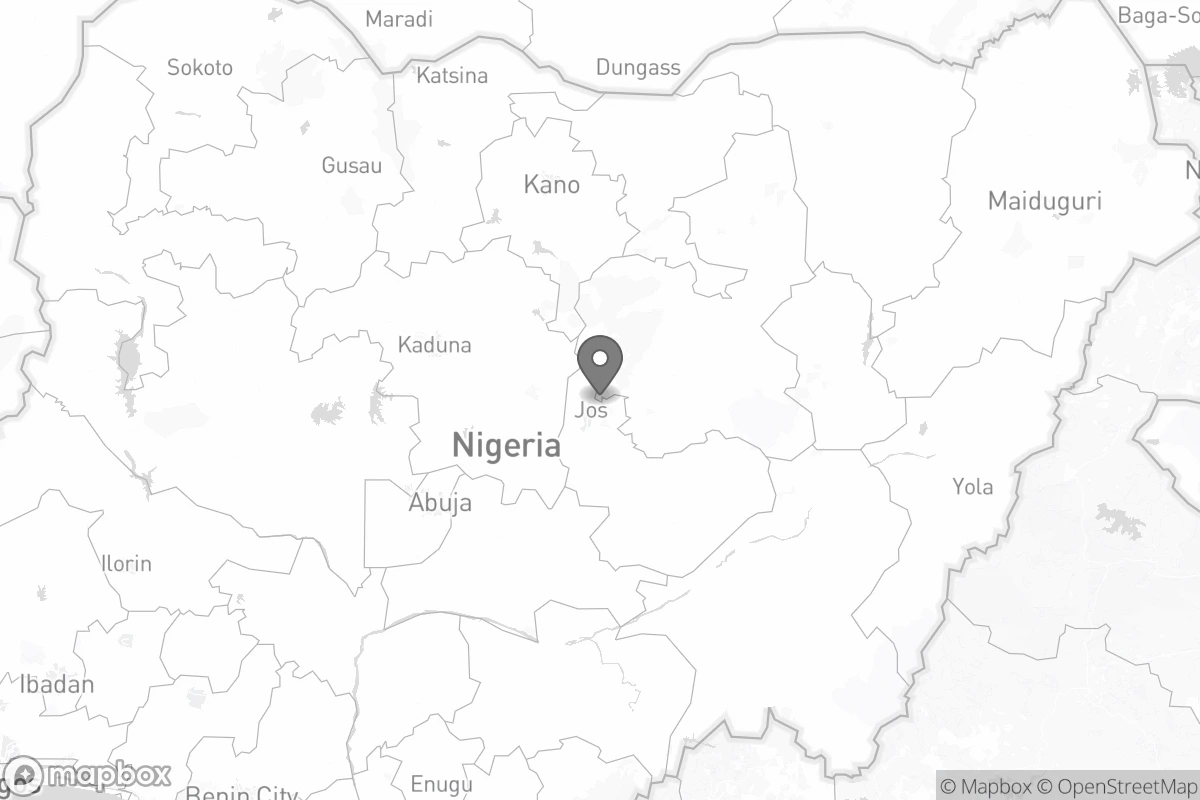 Maradi
Baga-So
Sokoto
Katsina
Dungass
Gusau
Kano
Maiduguri
N
Kaduna
Jos
Nigeria
Abuja
Yola
Ilorin
Ibadan
mapbox
gos
Enugu
Benin City
© Mapbox © OpenStreetMap